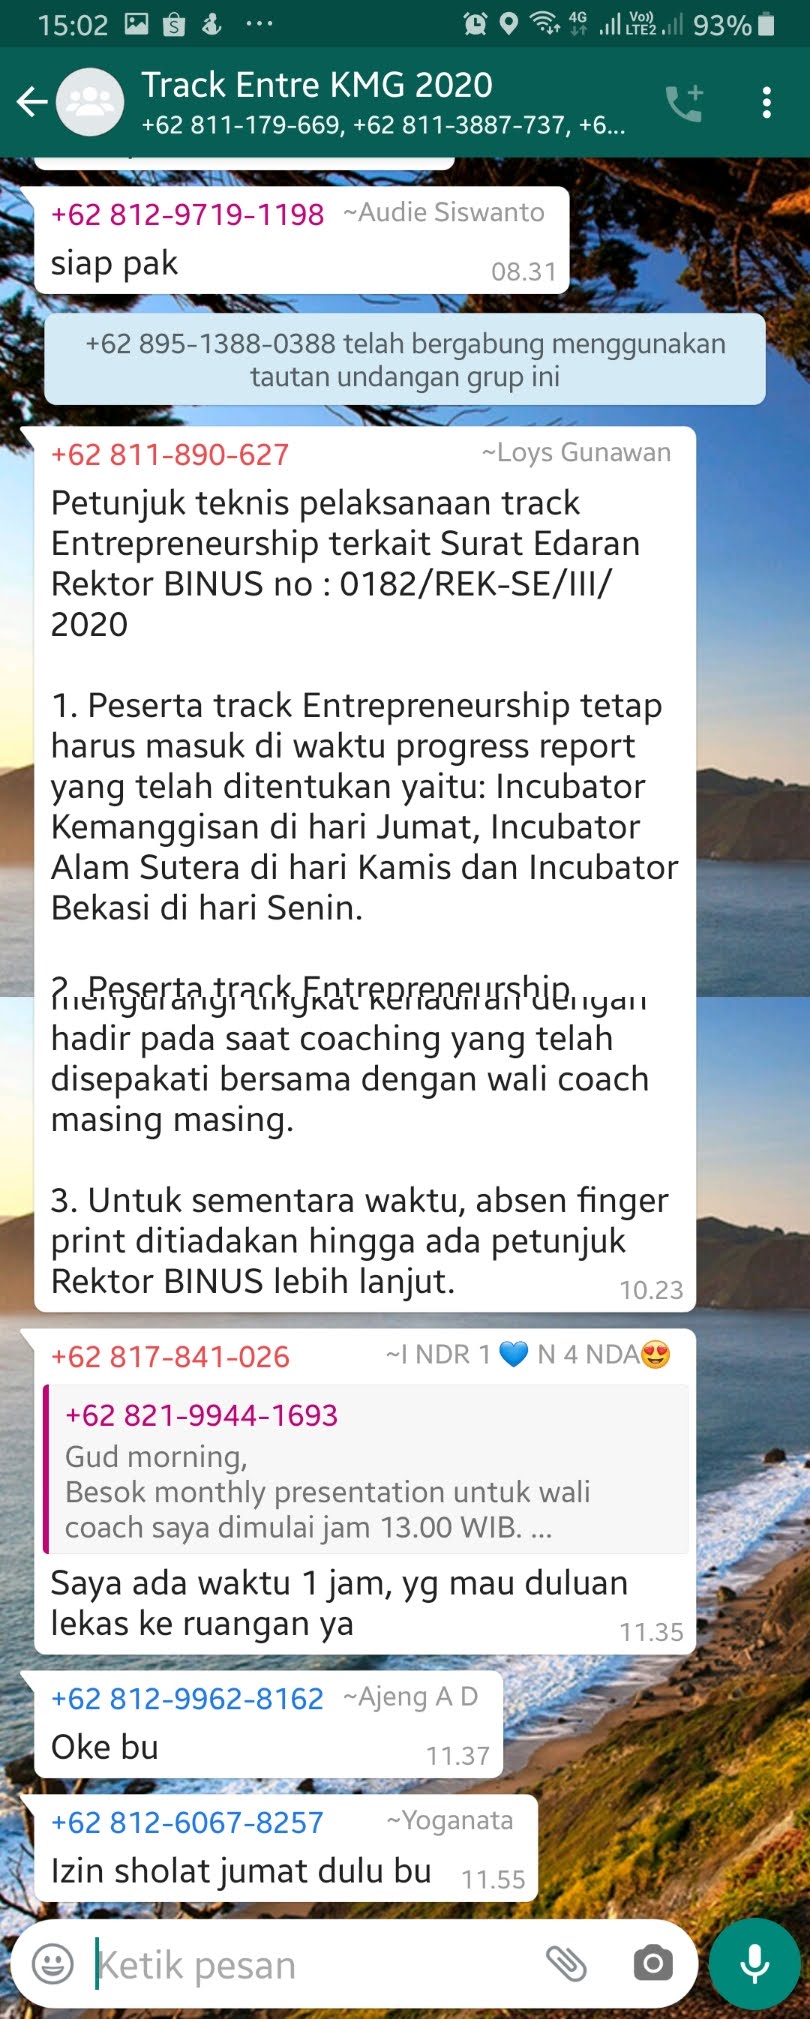 15:02 4G Vo)) LTE2 93%
Track Entre KMG 2020
+62 811-179-669, +62 811-3887-737, +6...
+62 812-9719-1198 ~Audie Siswanto
siap pak
08.31
+62 895-1388-0388 telah bergabung menggunakan
tautan undangan grup ini
+62 811-890-627 ~Loys Gunawan
Petunjuk teknis pelaksanaan track
Entrepreneurship terkait Surat Edaran
Rektor BINUS no : 0182/REK-SE/III/
2020
1. Peserta track Entrepreneurship tetap
harus masuk di waktu progress report
yang telah ditentukan yaitu: Incubator
Kemanggisan di hari Jumat, Incubator
Alam Sutera di hari Kamis dan Incubator
Bekasi di hari Senin.
2. Peserta track Entrepreneurship
mengurangi tingkat kehadiran dengan
hadir pada saat coaching yang telah
disepakati bersama dengan wali coach
masing masing.
3. Untuk sementara waktu, absen finger
print ditiadakan hingga ada petunjuk
Rektor BINUS lebih lanjut.
10.23
+62 817-841-026 ~I NDR 1 💙 N 4 NDA😍
+62 821-9944-1693
Gud morning,
Besok monthly presentation untuk wali
coach saya dimulai jam 13.00 WIB. ...
Saya ada waktu 1 jam, yg mau duluan
lekas ke ruangan ya
11.35
+62 812-9962-8162 ~Ajeng A D
Oke bu
11.37
+62 812-6067-8257 ~Yoganata
Izin sholat jumat dulu bu
11.55
Ketik pesan